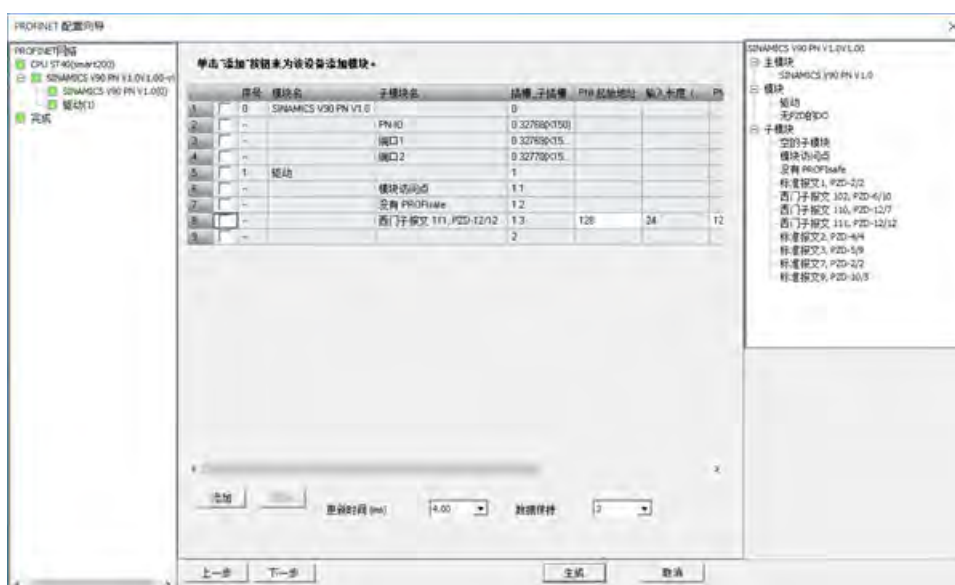 PROFINET 配置向导
PROFINET网络
CPU ST40(smart200)
SINAMICS V90 PN V1.0V1.00-v
SINAMICS V90 PN V1.0(0)
驱动(1)
完成
单击"添加"按钮来为该设备添加模块。
序号 模块名 子模块名 插槽_子插槽 PNI 起始地址 输入长度 (
1 0 SINAMICS V90 PN V1.0 0
2 -- PN-IO
3 -- 端口1
4 -- 端口2
5 1 驱动 1
6 -- 模块访问点 1 1
7 -- 没有 PROFIsafe 1 2
8 -- 西门子报文 111, PZD-12/12 1 3 128 24 12
9 -- 2
添加
更新时间 (ms) 4.00 数据保持 3
上一步 下一步 生成 取消
SINAMICS V90 PN V1.0V1.00
主模块
SINAMICS V90 PN V1.0
模块
驱动
无PZD的DO
子模块
空的子模块
模块访问点
没有 PROFIsafe
标准报文1, PZD-2/2
西门子报文 102, PZD-6/10
西门子报文 110, PZD-12/7
西门子报文 111, PZD-12/12
标准报文2, PZD-4/4
标准报文3, PZD-5/9
标准报文7, PZD-2/2
标准报文9, PZD-10/5